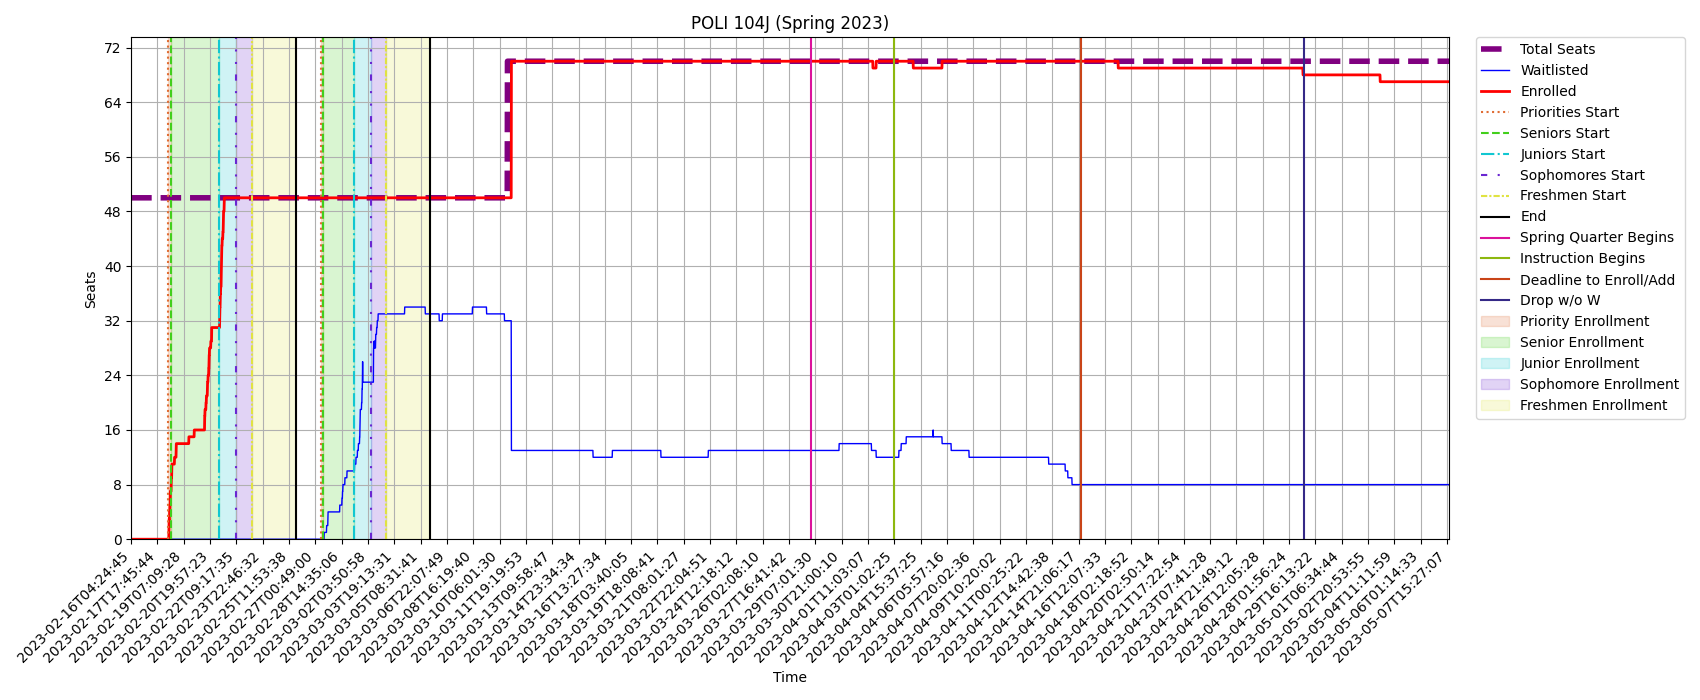 POLI 104J (Spring 2023)
72
64
56
48
40
32
24
16
8
0
Seats
2023-02-16T04:24:45
2023-02-17T17:45:44
2023-02-19T07:09:28
2023-02-20T19:57:23
2023-02-22T09:17:35
2023-02-23T22:46:32
2023-02-25T11:53:38
2023-02-27T00:49:00
2023-02-28T14:35:06
2023-03-02T03:50:58
2023-03-03T19:13:31
2023-03-05T08:31:41
2023-03-06T22:07:49
2023-03-08T16:19:40
2023-03-10T06:01:30
2023-03-11T19:19:53
2023-03-13T09:58:47
2023-03-14T23:34:34
2023-03-16T13:27:34
2023-03-18T03:40:05
2023-03-19T18:08:41
2023-03-21T08:01:27
2023-03-22T22:04:51
2023-03-24T12:18:12
2023-03-26T02:08:10
2023-03-27T16:41:42
2023-03-29T07:01:30
2023-03-30T21:00:10
2023-04-01T11:03:07
2023-04-03T01:02:25
2023-04-04T15:37:25
2023-04-06T05:57:16
2023-04-07T20:02:36
2023-04-09T10:20:02
2023-04-11T00:25:22
2023-04-12T14:42:38
2023-04-14T21:06:17
2023-04-16T12:07:33
2023-04-18T02:18:52
2023-04-20T02:50:14
2023-04-21T17:22:54
2023-04-23T07:41:28
2023-04-24T21:49:12
2023-04-26T12:05:28
2023-04-28T01:56:24
2023-04-29T16:13:22
2023-05-01T06:34:44
2023-05-02T20:53:55
2023-05-04T11:11:59
2023-05-06T01:14:33
2023-05-07T15:27:07
Time
Total Seats
Waitlisted
Enrolled
Priorities Start
Seniors Start
Juniors Start
Sophomores Start
Freshmen Start
End
Spring Quarter Begins
Instruction Begins
Deadline to Enroll/Add
Drop w/o W
Priority Enrollment
Senior Enrollment
Junior Enrollment
Sophomore Enrollment
Freshmen Enrollment